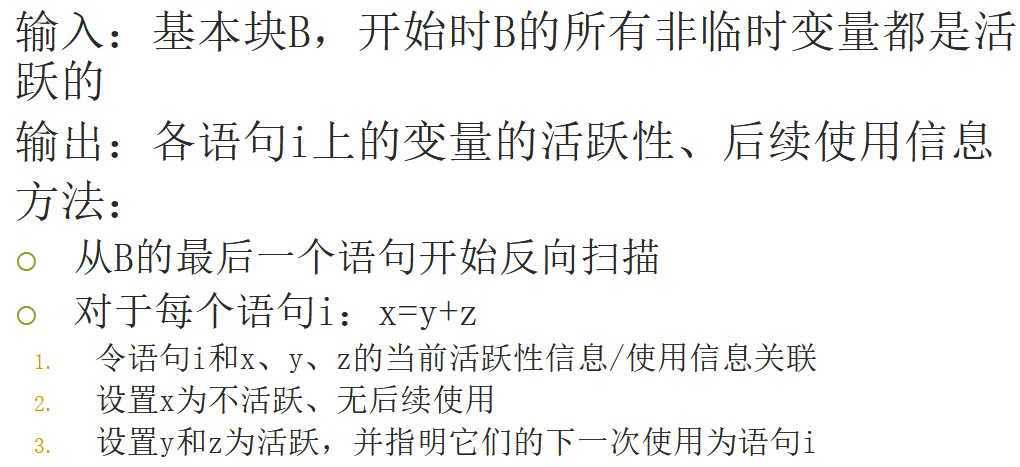 输入：基本块B，开始时B的所有非临时变量都是活
跃的
输出：各语句i上的变量的活跃性、后续使用信息
方法：
从B的最后一个语句开始反向扫描
对于每个语句i：x=y+z
1. 令语句i和x、y、z的当前活跃性信息/使用信息关联
2. 设置x为不活跃、无后续使用
3. 设置y和z为活跃，并指明它们的下一次使用为语句i